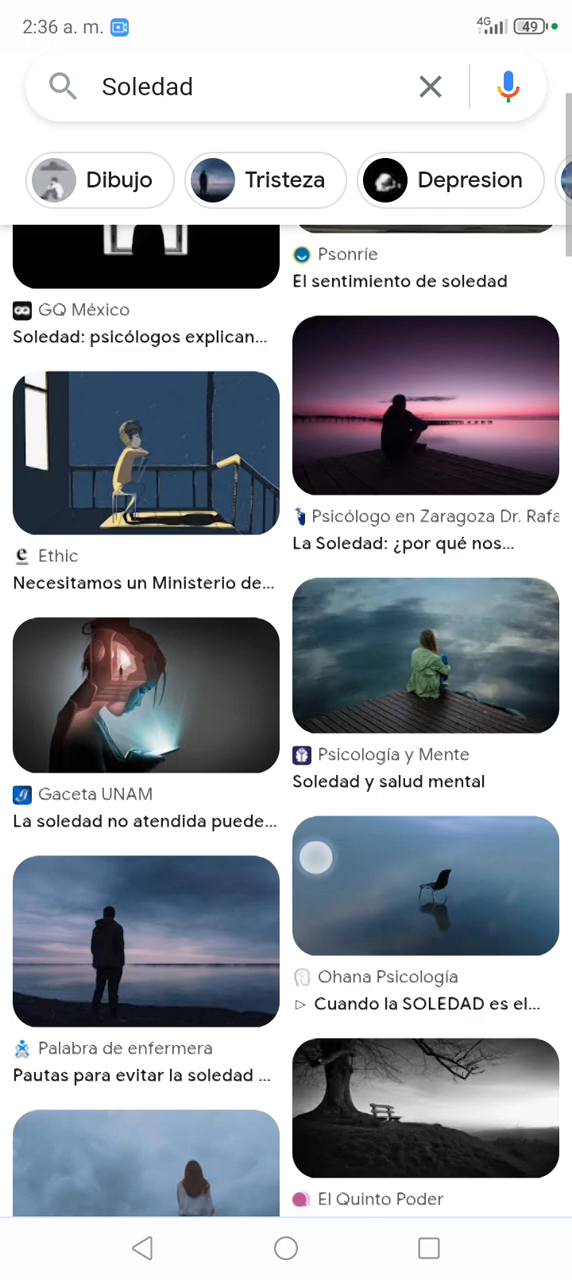 2:36 a. m.
4G
49
Soledad
Dibujo
Tristeza
Depresion
GQ México
Soledad: psicólogos explican...
Ethic
Necesitamos un Ministerio de...
Gaceta UNAM
La soledad no atendida puede...
Palabra de enfermera
Pautas para evitar la soledad ...
Psonríe
El sentimiento de soledad
Psicólogo en Zaragoza Dr. Rafa
La Soledad: ¿por qué nos...
Psicología y Mente
Soledad y salud mental
Ohana Psicología
▷ Cuando la SOLEDAD es el...
El Quinto Poder